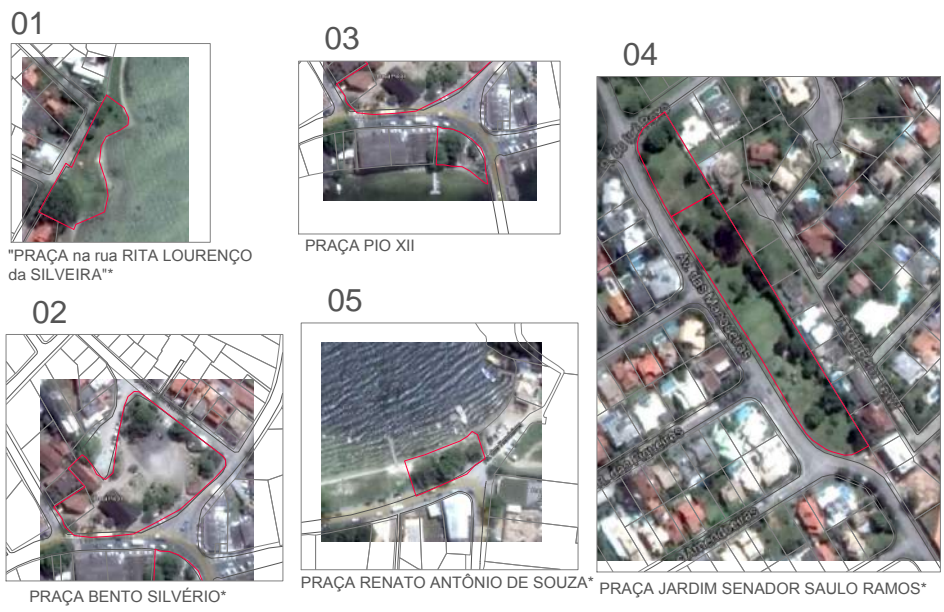 01
"PRAÇA na rua RITA LOURENÇO
da SILVEIRA"*
03
PRAÇA PIO XII
04
PRAÇA JARDIM SENADOR SAULO RAMOS*
02
PRAÇA BENTO SILVÉRIO*
05
PRAÇA RENATO ANTÔNIO DE SOUZA*